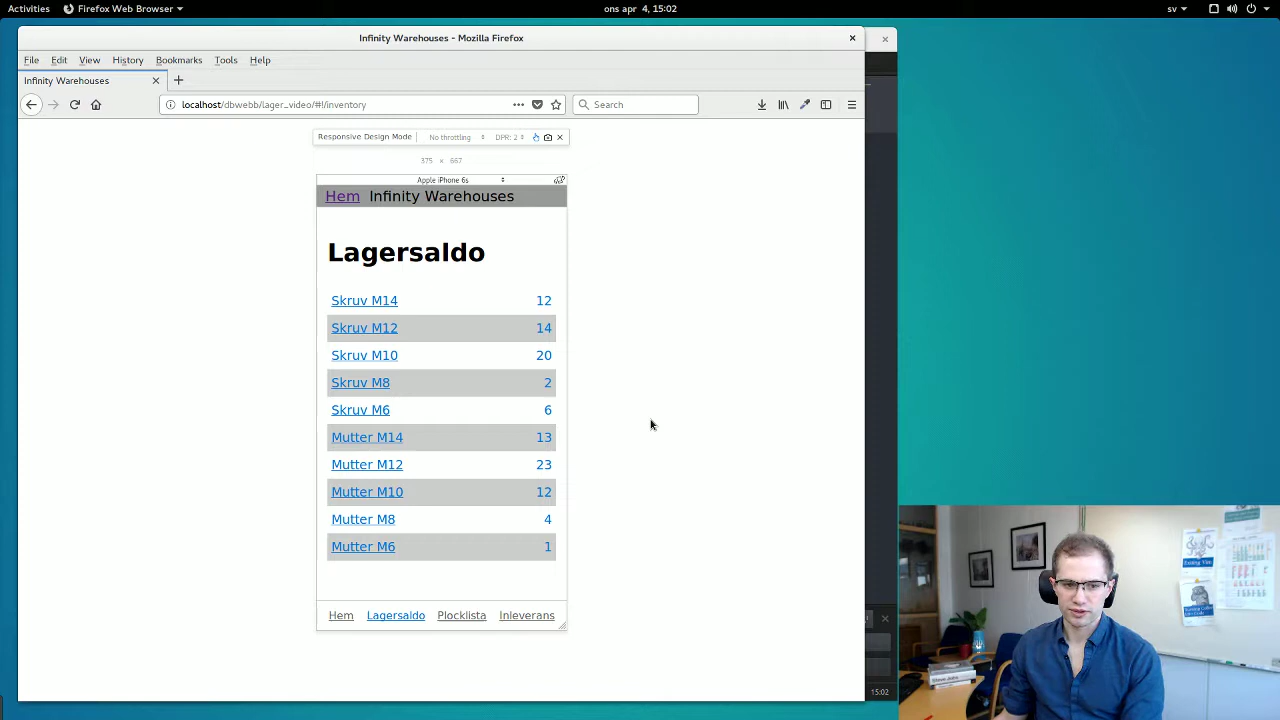 Activities Firefox Web Browser ons apr 4, 15:02 sv
Infinity Warehouses - Mozilla Firefox
File Edit View History Bookmarks Tools Help
Infinity Warehouses
localhost/dbwebb/lager_video/#!/inventory Search
Responsive Design Mode No throttling DPR: 2
375 × 667
Apple iPhone 6s
Hem Infinity Warehouses
Lagersaldo
Skruv M14 12
Skruv M12 14
Skruv M10 20
Skruv M8 2
Skruv M6 6
Mutter M14 13
Mutter M12 23
Mutter M10 12
Mutter M8 4
Mutter M6 1
Hem Lagersaldo Plocklista Inleverans
15:02